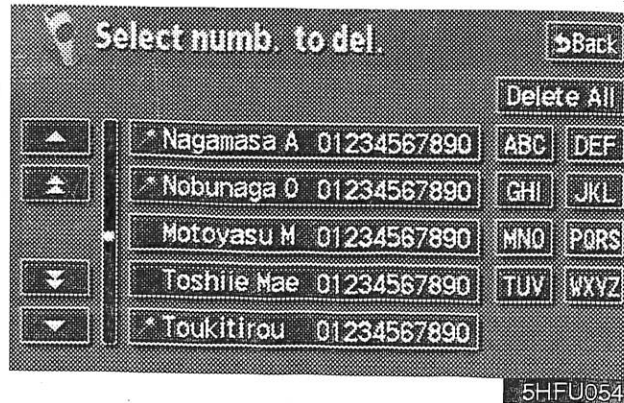 Select numb. to del.
Back
Delete All
Nagamasa A 01234567890 ABC DEF
Nobunaga O 01234567890 GHI JKL
Motoyasu M 01234567890 MNO PQRS
Toshiie Mae 01234567890 TUV WXYZ
Toukitirou 01234567890
5HFU054